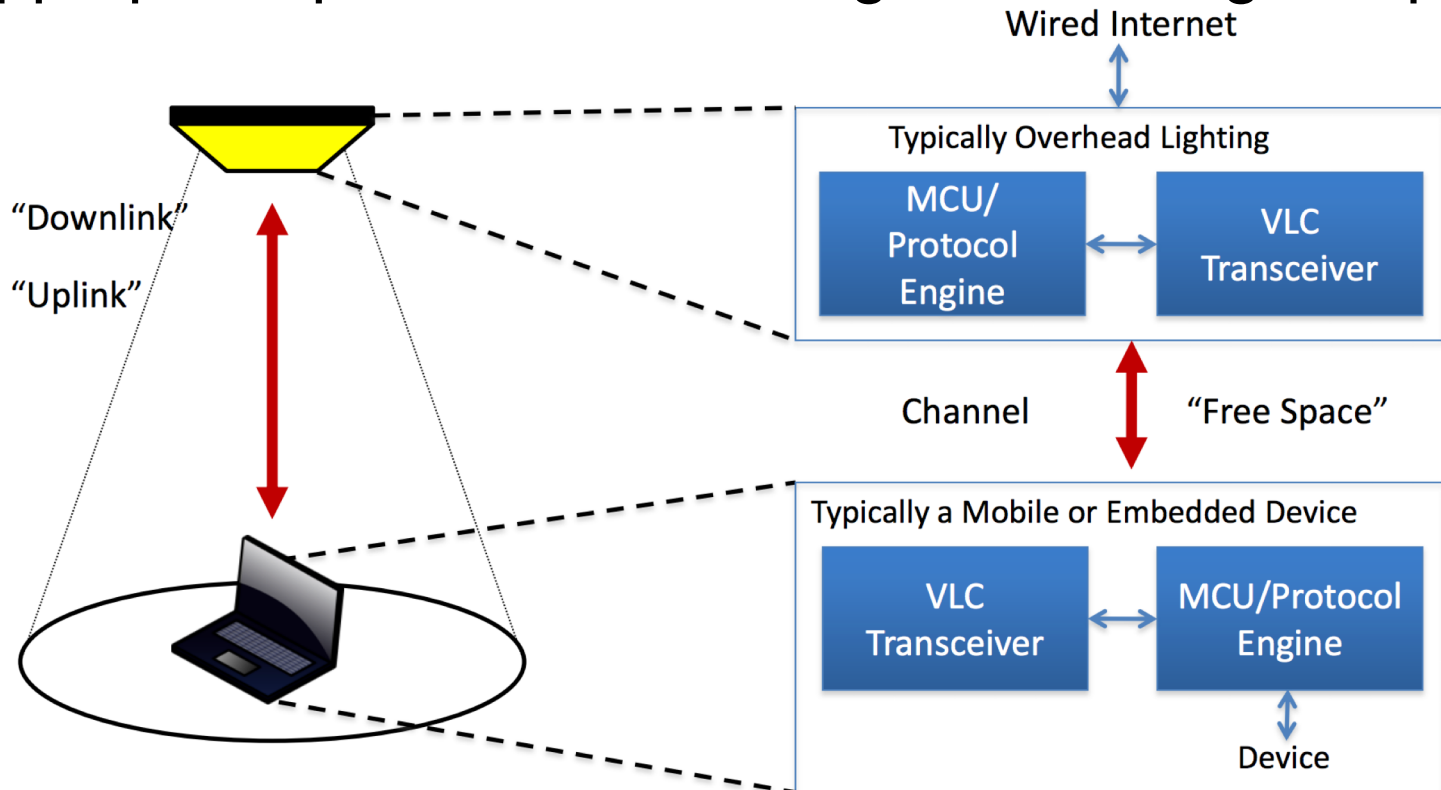 Wired Internet
Typically Overhead Lighting
MCU/
Protocol
Engine
VLC
Transceiver
“Downlink”
“Uplink”
Channel
“Free Space”
Typically a Mobile or Embedded Device
VLC
Transceiver
MCU/Protocol
Engine
Device